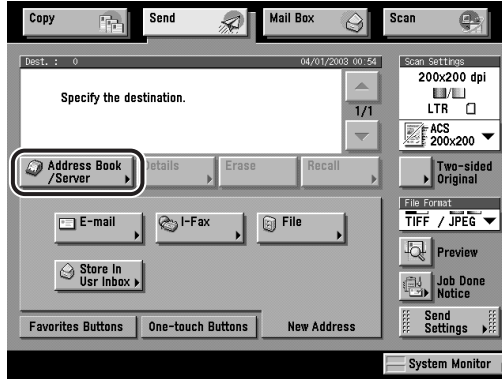 Copy
Send
Mail Box
Scan
Dest. : 0
04/01/2003 00:54
Specify the destination.
1/1
Address Book
/Server
Details
Erase
Recall
E-mail
I-Fax
File
Store In
Usr Inbox
Favorites Buttons
One-touch Buttons
New Address
Scan Settings
200x200 dpi
LTR
ACS
200x200
Two-sided
Original
File Format
TIFF / JPEG
Preview
Job Done
Notice
Send
Settings
System Monitor